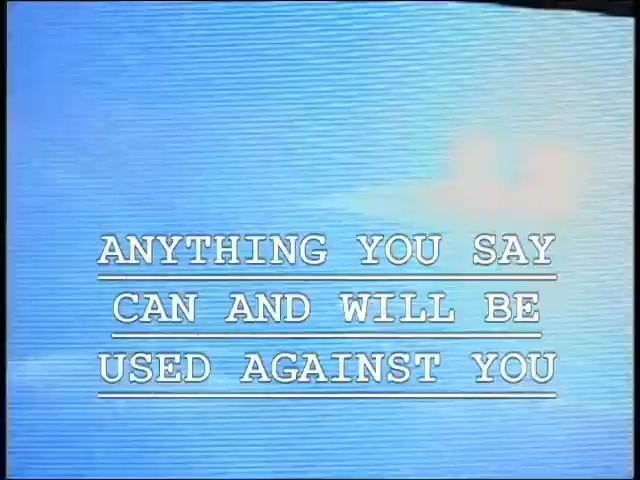 ANYTHING YOU SAY
CAN AND WILL BE
USED AGAINST YOU